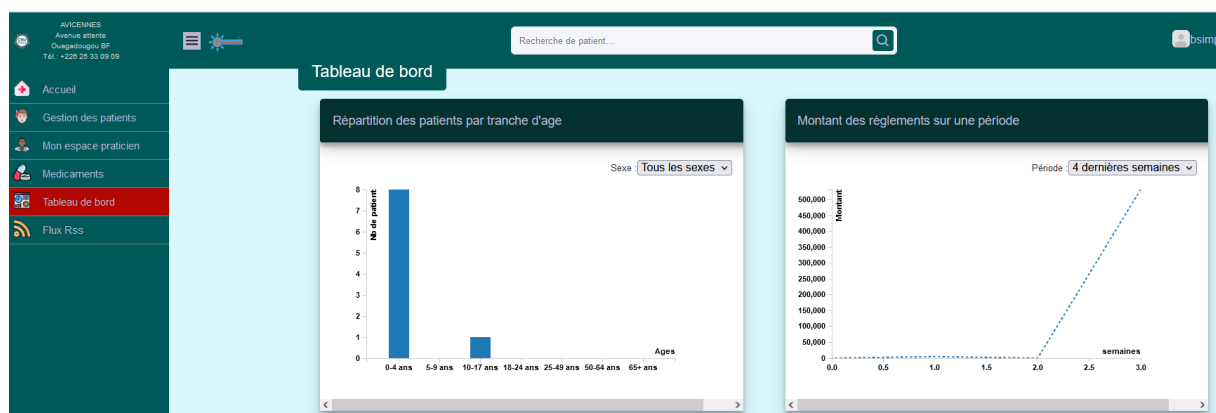 AVICENNES
Avenue attente
Ouagadougou BF
Tél.: +226 25 33 09 09
Recherche de patient...
bsimp
Accueil
Gestion des patients
Mon espace praticien
Medicaments
Tableau de bord
Flux Rss
Tableau de bord
Répartition des patients par tranche d'age
Sexe : Tous les sexes
Nb de patient
8
7
6
5
4
3
2
1
0
Ages
0-4 ans 5-9 ans 10-17 ans 18-24 ans 25-49 ans 50-64 ans 65+ ans
Montant des règlements sur une période
Période : 4 dernières semaines
Montant
500,000
450,000
400,000
350,000
300,000
250,000
200,000
150,000
100,000
50,000
0
semaines
0.0 0.5 1.0 1.5 2.0 2.5 3.0